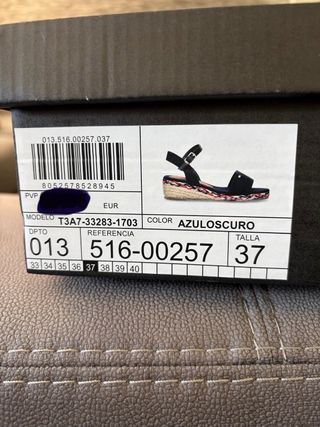 013.516.00257.037
8052578528945
PVP
EUR
MODELO T3A7-33283-1703 COLOR AZULOSCURO
DPTO REFERENCIA TALLA
013 516-00257 37
33 34 35 36 37 38 39 40